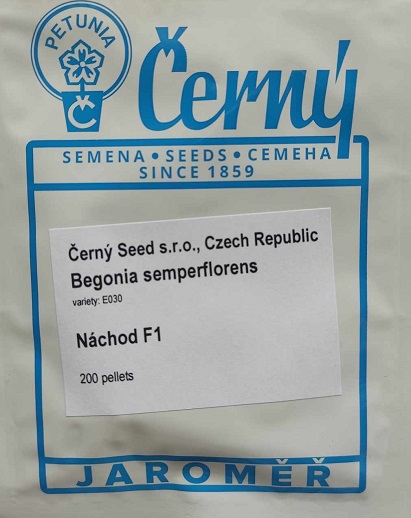 PETUNIA
Č
Černý
SEMENA • SEEDS • СЕМЕНА
SINCE 1859
Černý Seed s.r.o., Czech Republic
Begonia semperflorens
variety: E030
Náchod F1
200 pellets
JAROMĚŘ